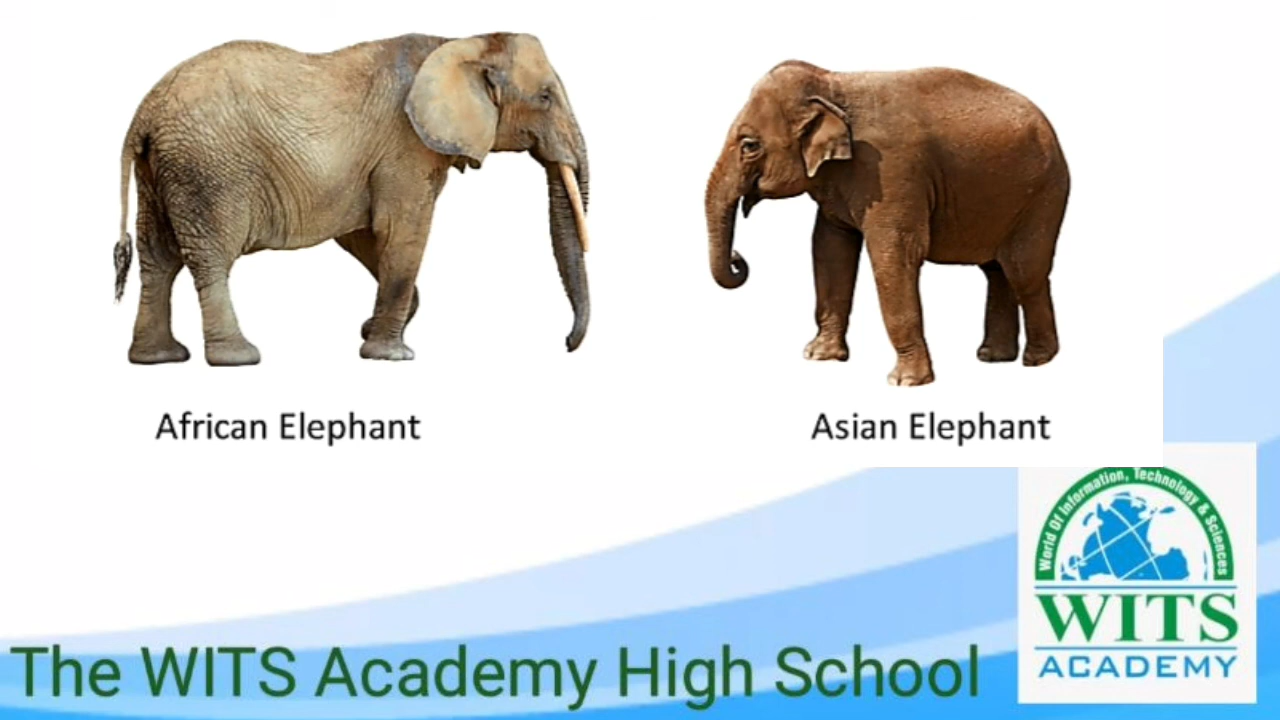 African Elephant
Asian Elephant
World Of Information, Technology & Sciences
WITS
ACADEMY
The WITS Academy High School